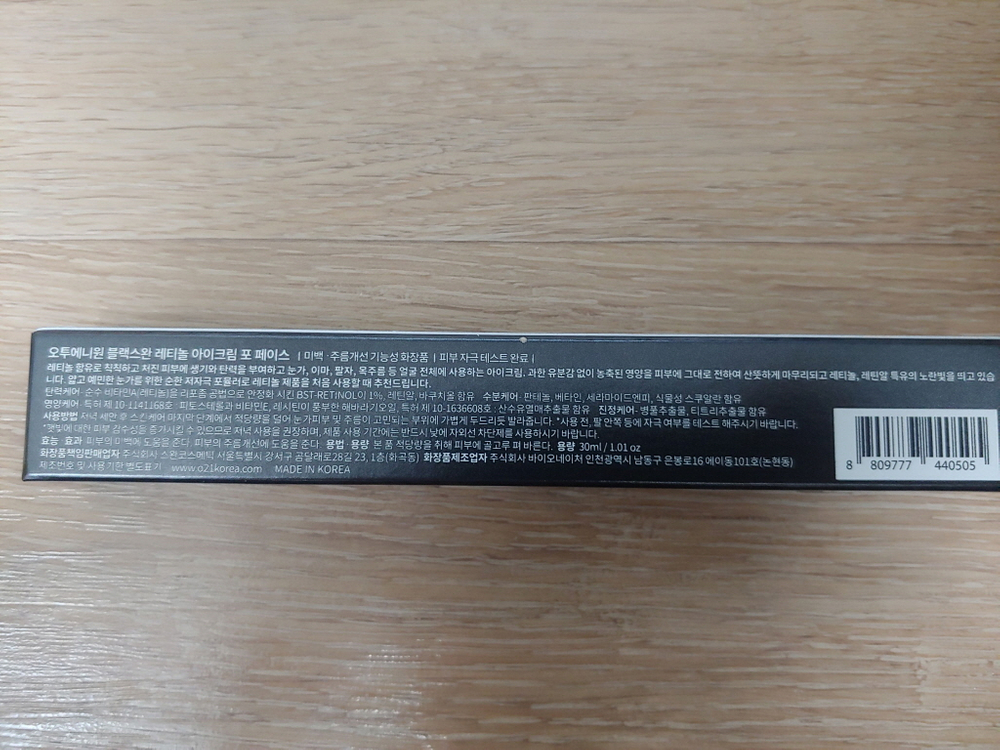 오투에니원 블랙스완 레티놀 아이크림 포 페이스 | 미백·주름개선 기능성 화장품 | 피부 자극 테스트 완료 |
레티놀 함유로 칙칙하고 처진 피부에 생기와 탄력을 부여하고 눈가, 이마, 팔자, 목주름 등 얼굴 전체에 사용하는 아이크림, 과한 유분감 없이 농축된 영양을 피부에 그대로 전하여 산뜻하게 마무리되고 레티놀, 레틴알 특유의 노란빛을 띄고 있습
니다. 얇고 예민한 눈가를 위한 순한 저자극 포뮬러로 레티놀 제품을 처음 사용할 때 추천드립니다.
탄력케어·순수 비타민A(레티놀)을 리포좀 공법으로 안정화 시킨 BST-RETINOL이 1%, 레틴알, 바쿠치올 함유 수분케어·판테놀, 베타인, 세라마이드엔피, 식물성 스쿠알란 함유
영양케어·특허 제 10-1141168호 피토스테롤과 비타민E, 레시틴이 풍부한 해바라기오일, 특허 제 10-1636608호 : 산수유열매추출물 함유 진정케어·병풀추출물, 티트리추출물 함유
사용방법 저녁 세안 후 스킨케어 마지막 단계에서 적당량을 덜어 눈가피부 및 주름이 고민되는 부위에 가볍게 두드리듯 발라줍니다. *사용 전, 팔 안쪽 등에 자극 여부를 테스트 해주시기 바랍니다.
*햇빛에 대한 피부 감수성을 증가시킬 수 있으므로 저녁 사용을 권장하며, 제품 사용 기간에는 반드시 낮에 자외선 차단제를 사용하시기 바랍니다.
효능·효과 피부의 미백에 도움을 준다. 피부의 주름개선에 도움을 준다. 용법·용량 본 품 적당량을 취해 피부에 골고루 펴 바른다. 용량 30ml / 1.01 oz
화장품책임판매업자 주식회사 스완코스메틱 서울특별시 강서구 곰달래로28길 23, 1층(화곡동) 화장품제조업자 주식회사 바이오네이처 인천광역시 남동구 은봉로16 에이동101호(논현동)
제조번호 및 사용기한 별도표기 www.o21korea.com MADE IN KOREA
8 809777 440505